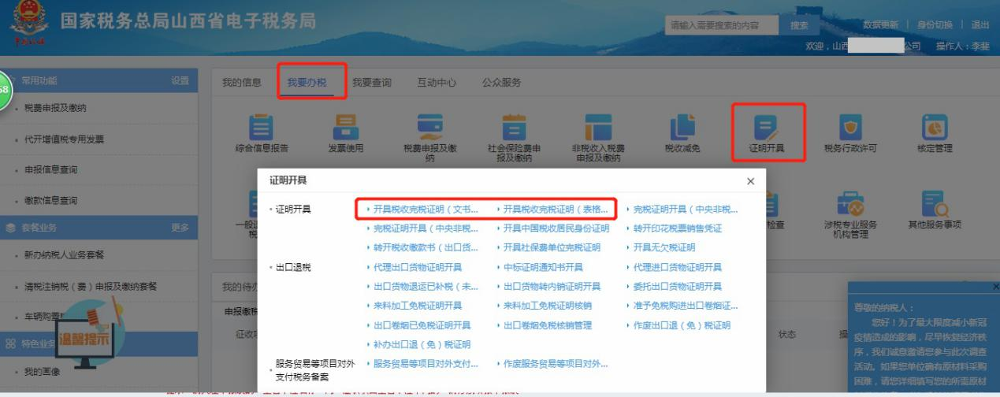 国家税务总局山西省电子税务局
请输入需要搜索的内容
搜索
数据更新 | 身份切换 | 退出
欢迎，山西
公司 操作人：李斐
68
常用功能 设置
税费申报及缴纳
代开增值税专用发票
申报信息查询
缴款信息查询
套餐业务 更多
新办纳税人业务套餐
清税注销税（费）申报及缴纳套餐
车辆购置
特色业务
温馨提示
我的画像
我的信息 我要办税 我要查询 互动中心 公众服务
综合信息报告
发票使用
税费申报及缴
纳
社会保险费申
报及缴纳
非税收入税费
申报及缴纳
税收减免
证明开具
税务行政许可
核定管理
检查
涉税专业服务
机构管理
其他服务事项
我的待办
申报缴税
状态
证明开具 ×
证明开具
开具税收完税证明（文书...
开具税收完税证明（表格...
完税证明开具（中央非税...
完税证明开具（中央非税...
开具中国税收居民身份证明
转开印花税票销售凭证
转开税收缴款书（出口货...
开具社保费单位完税证明
开具无欠税证明
出口退税
代理出口货物证明开具
中标证明通知书开具
代理进口货物证明开具
出口货物退运已补税（未...
出口货物转内销证明开具
委托出口货物证明开具
来料加工免税证明开具
来料加工免税证明核销
准予免税购进出口卷烟证...
出口卷烟已免税证明开具
出口卷烟免税核销管理
作废出口退（免）税证明
补办出口退（免）税证明
服务贸易等项目对外
支付税务备案
服务贸易等项目对外支付...
作废服务贸易等项目对外...
尊敬的纳税人：
您好！为了最大限度减小新冠
疫情造成的影响，尽早恢复经济秩
序，我们诚意邀请您参与此次调查
活动。如果您单位确有原材料采购
困难，请您详细填写您的所需原材